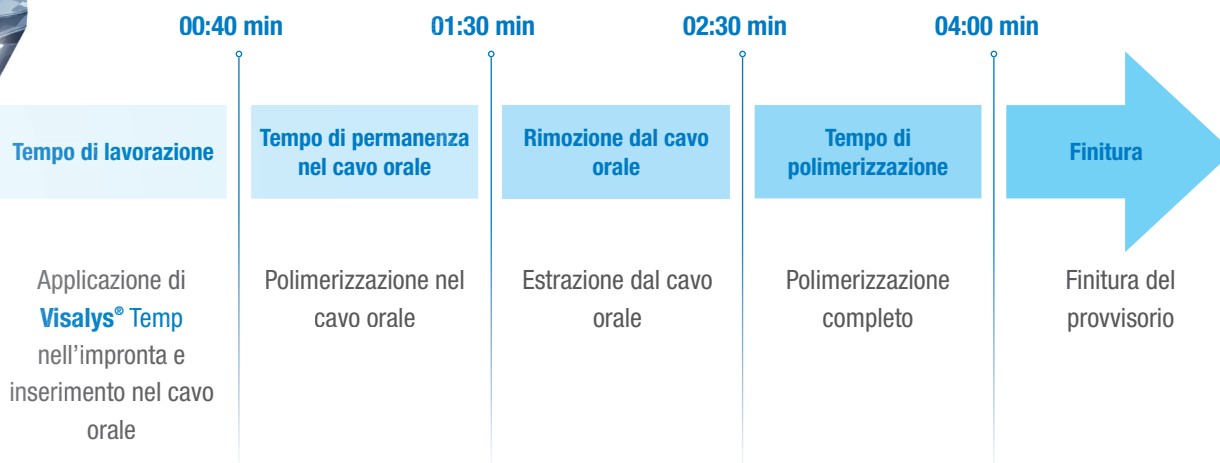 00:40 min
01:30 min
02:30 min
04:00 min
Tempo di lavorazione
Tempo di permanenza
nel cavo orale
Rimozione dal cavo
orale
Tempo di
polimerizzazione
Finitura
Applicazione di
Visalys® Temp
nell’impronta e
inserimento nel cavo
orale
Polimerizzazione nel
cavo orale
Estrazione dal cavo
orale
Polimerizzazione
completo
Finitura del
provvisorio